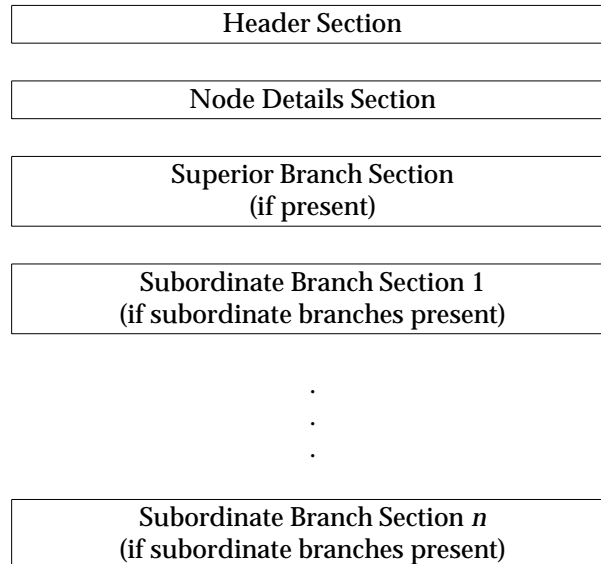 Header Section
Node Details Section
Superior Branch Section
(if present)
Subordinate Branch Section 1
(if subordinate branches present)
.
.
.
Subordinate Branch Section n
(if subordinate branches present)